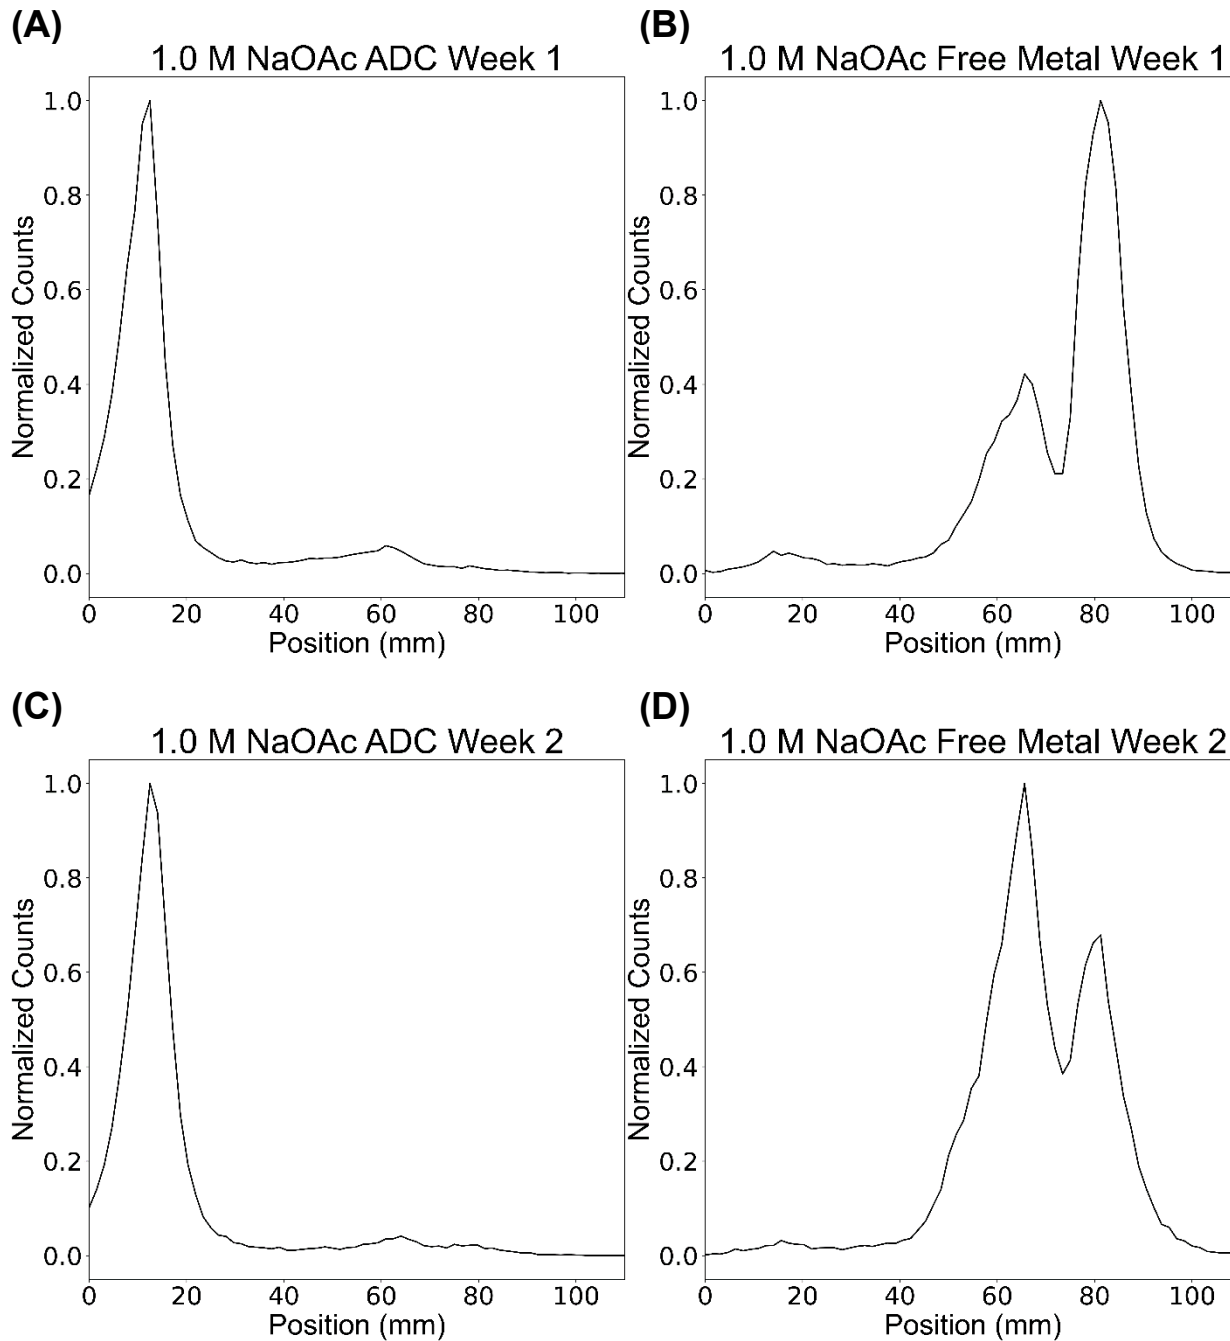 (A)
1.0 M NaOAc ADC Week 1
1.0
0.8
0.6
0.4
0.2
0.0
Normalized Counts
0 20 40 60 80 100
Position (mm)
(B)
1.0 M NaOAc Free Metal Week 1
1.0
0.8
0.6
0.4
0.2
0.0
Normalized Counts
0 20 40 60 80 100
Position (mm)
(C)
1.0 M NaOAc ADC Week 2
1.0
0.8
0.6
0.4
0.2
0.0
Normalized Counts
0 20 40 60 80 100
Position (mm)
(D)
1.0 M NaOAc Free Metal Week 2
1.0
0.8
0.6
0.4
0.2
0.0
Normalized Counts
0 20 40 60 80 100
Position (mm)